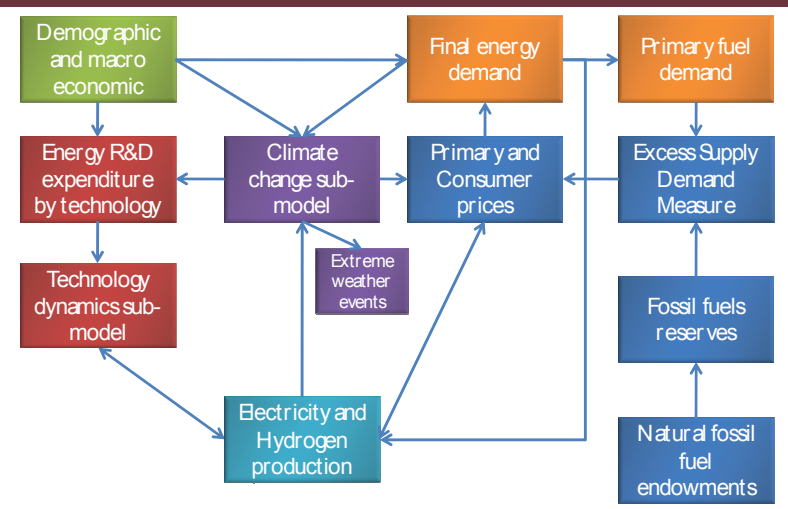 Demographic
and macro
economic
Final energy
demand
Primary fuel
demand
Energy R&D
expenditure
by technology
Climate
change sub-
model
Primary and
Consumer
prices
Excess Supply
Demand
Measure
Extreme
weather
events
Technology
dynamics sub-
model
Fossil fuels
reserves
Electricity and
Hydrogen
production
Natural fossil
fuel
endowments